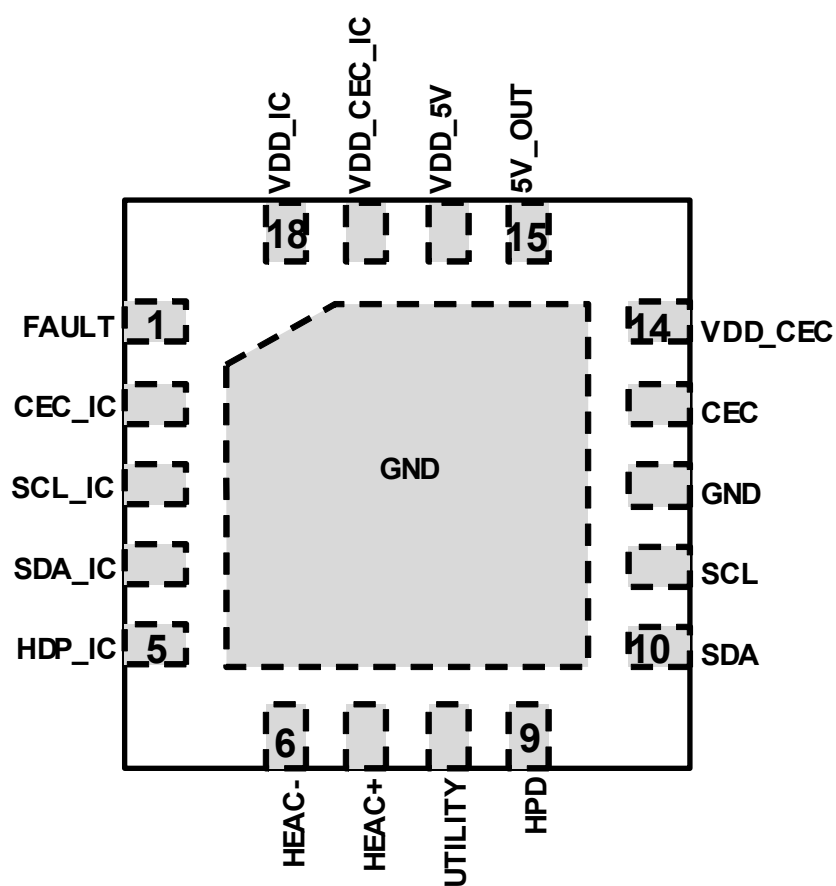 VDD_IC
VDD_CEC_IC
VDD_5V
5V_OUT
18
15
FAULT
1
14
VDD_CEC
CEC_IC
CEC
GND
SCL_IC
GND
SDA_IC
SCL
HDP_IC
5
10
SDA
6
9
HEAC-
HEAC+
UTILITY
HPD